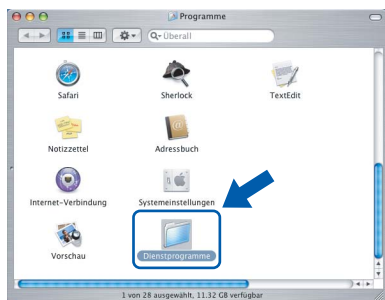 Programme
Überall
Safari
Sherlock
TextEdit
Notizzettel
Adressbuch
Internet-Verbindung
Systemeinstellungen
Vorschau
Dienstprogramme
1 von 28 ausgewählt, 11.32 GB verfügbar